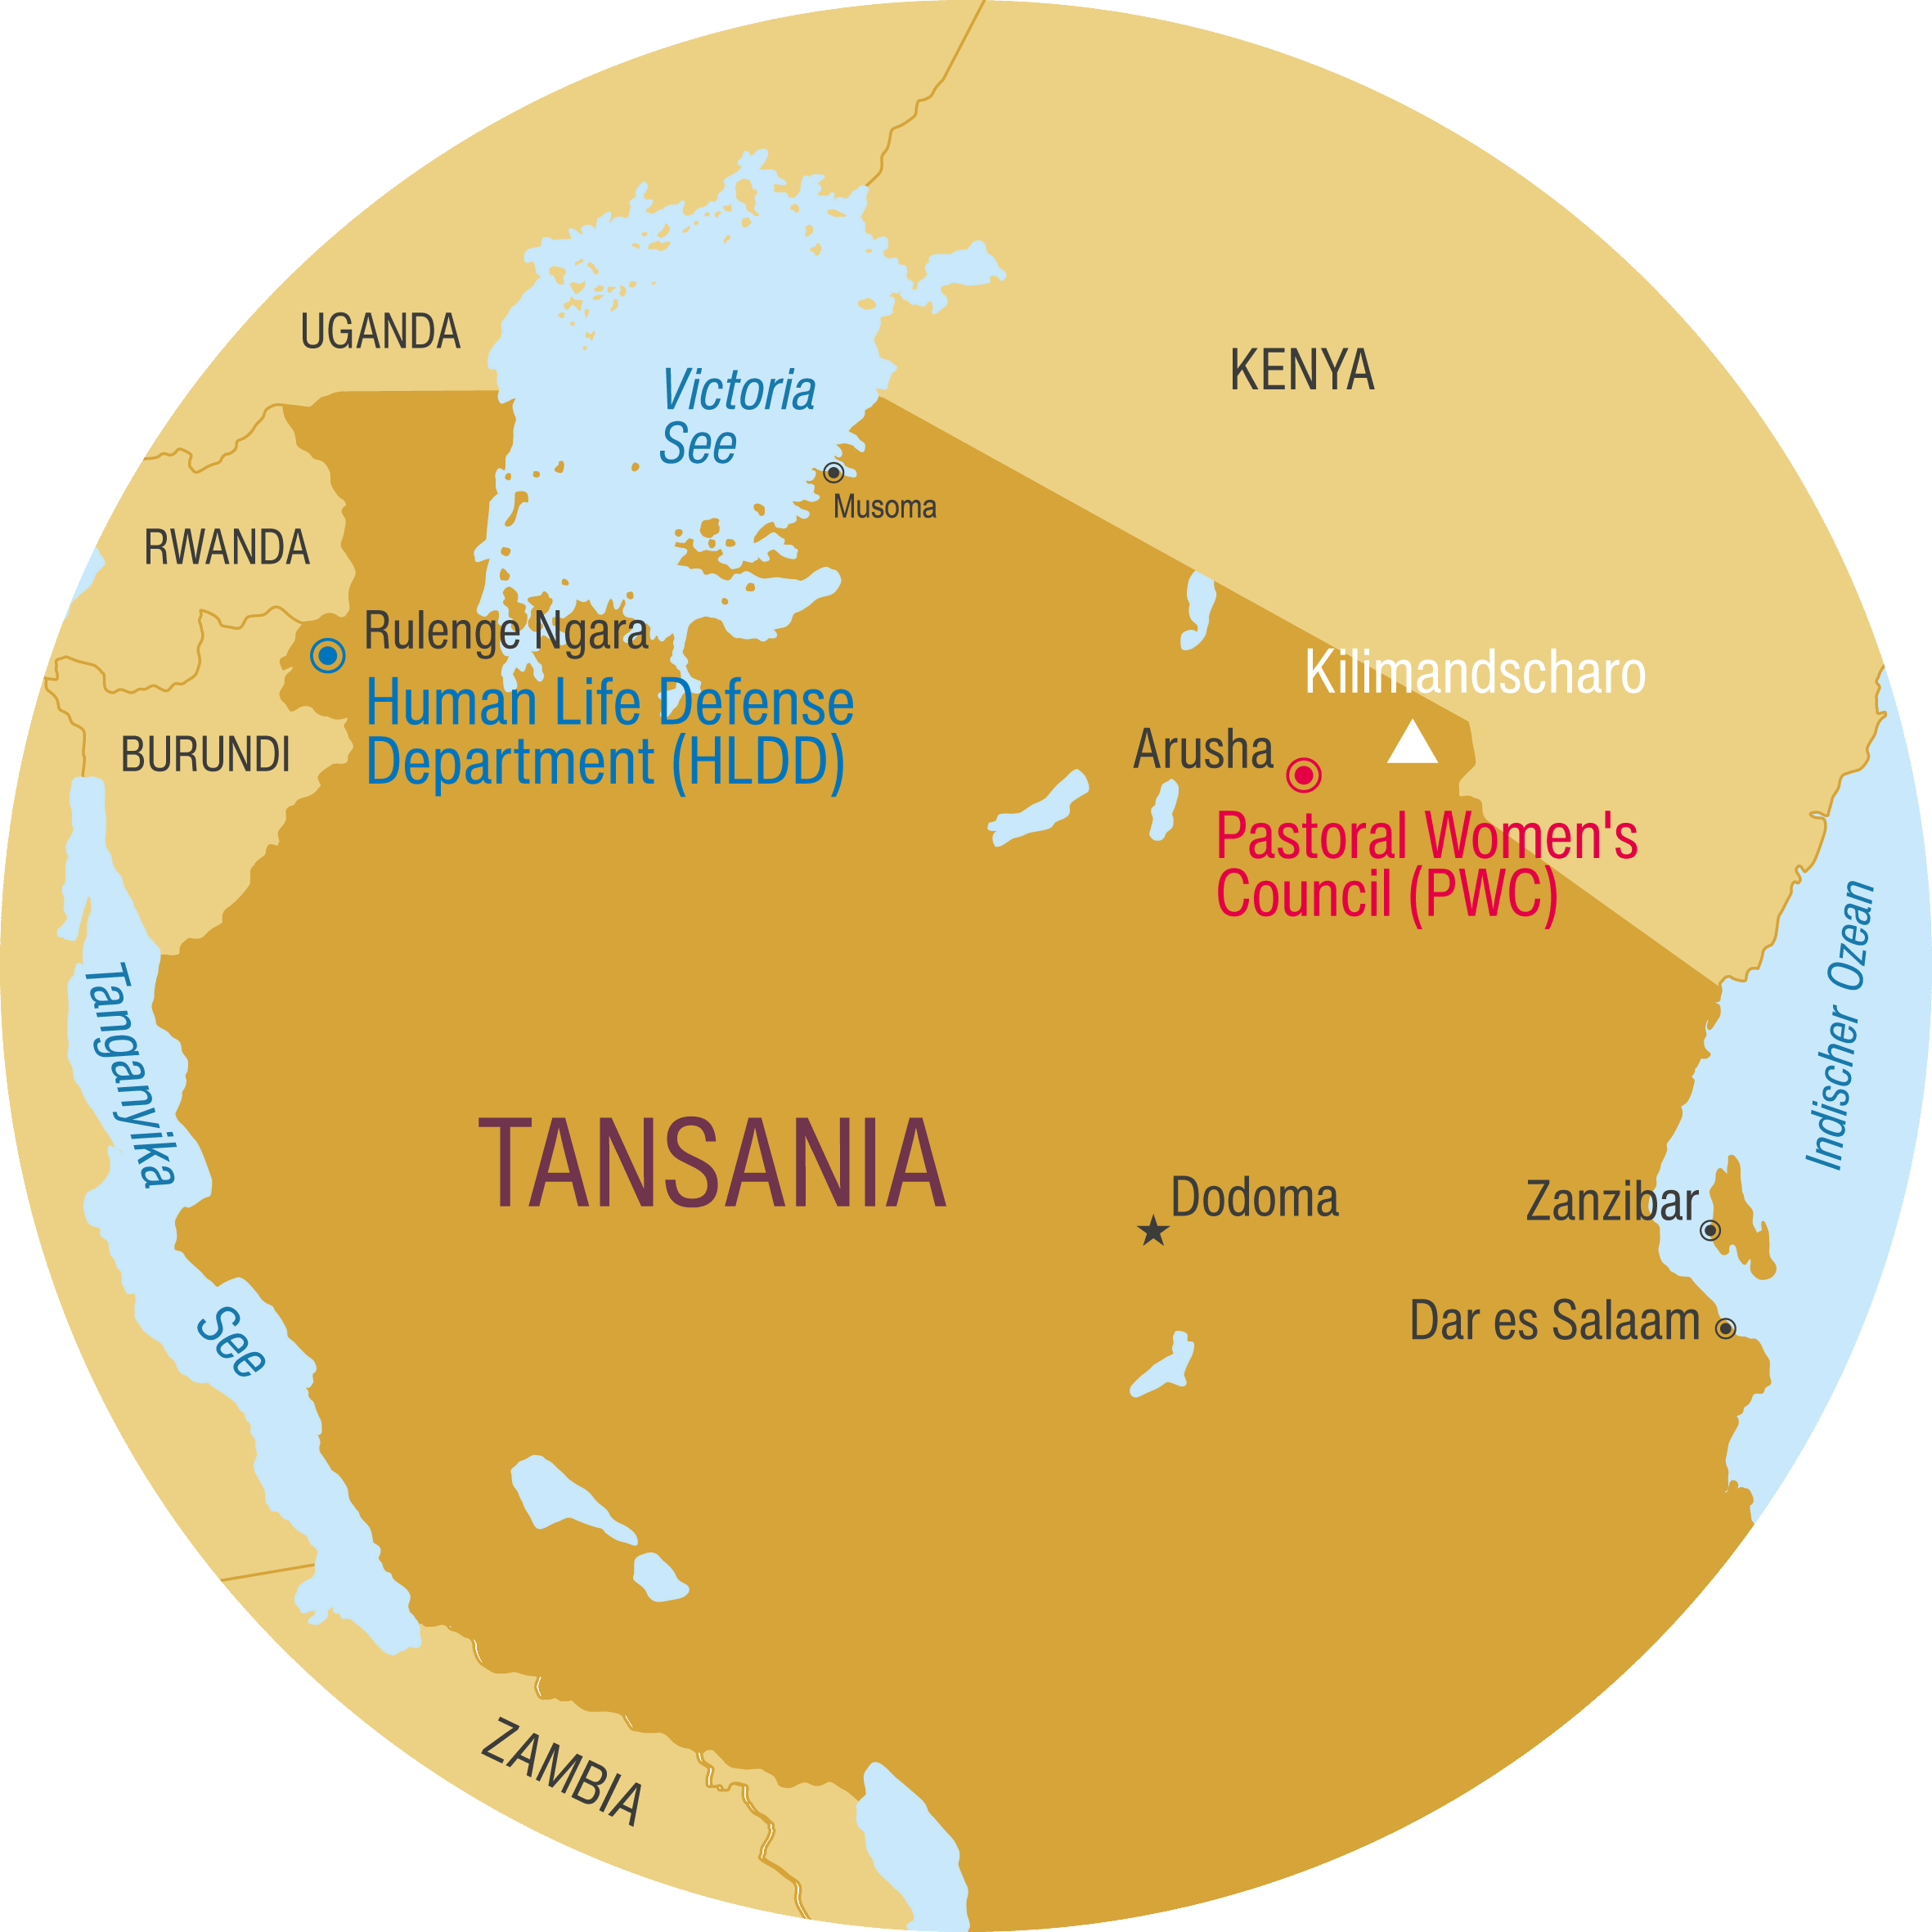 UGANDA
KENYA
Victoria
See
Musoma
RWANDA
Rulenge Ngara
Human Life Defense
Department (HLDD)
Kilimandscharo
BURUNDI
Arusha
Pastoral Women's
Council (PWC)
Indischer Ozean
Tanganyika
See
TANSANIA
Dodoma
Zanzibar
Dar es Salaam
ZAMBIA